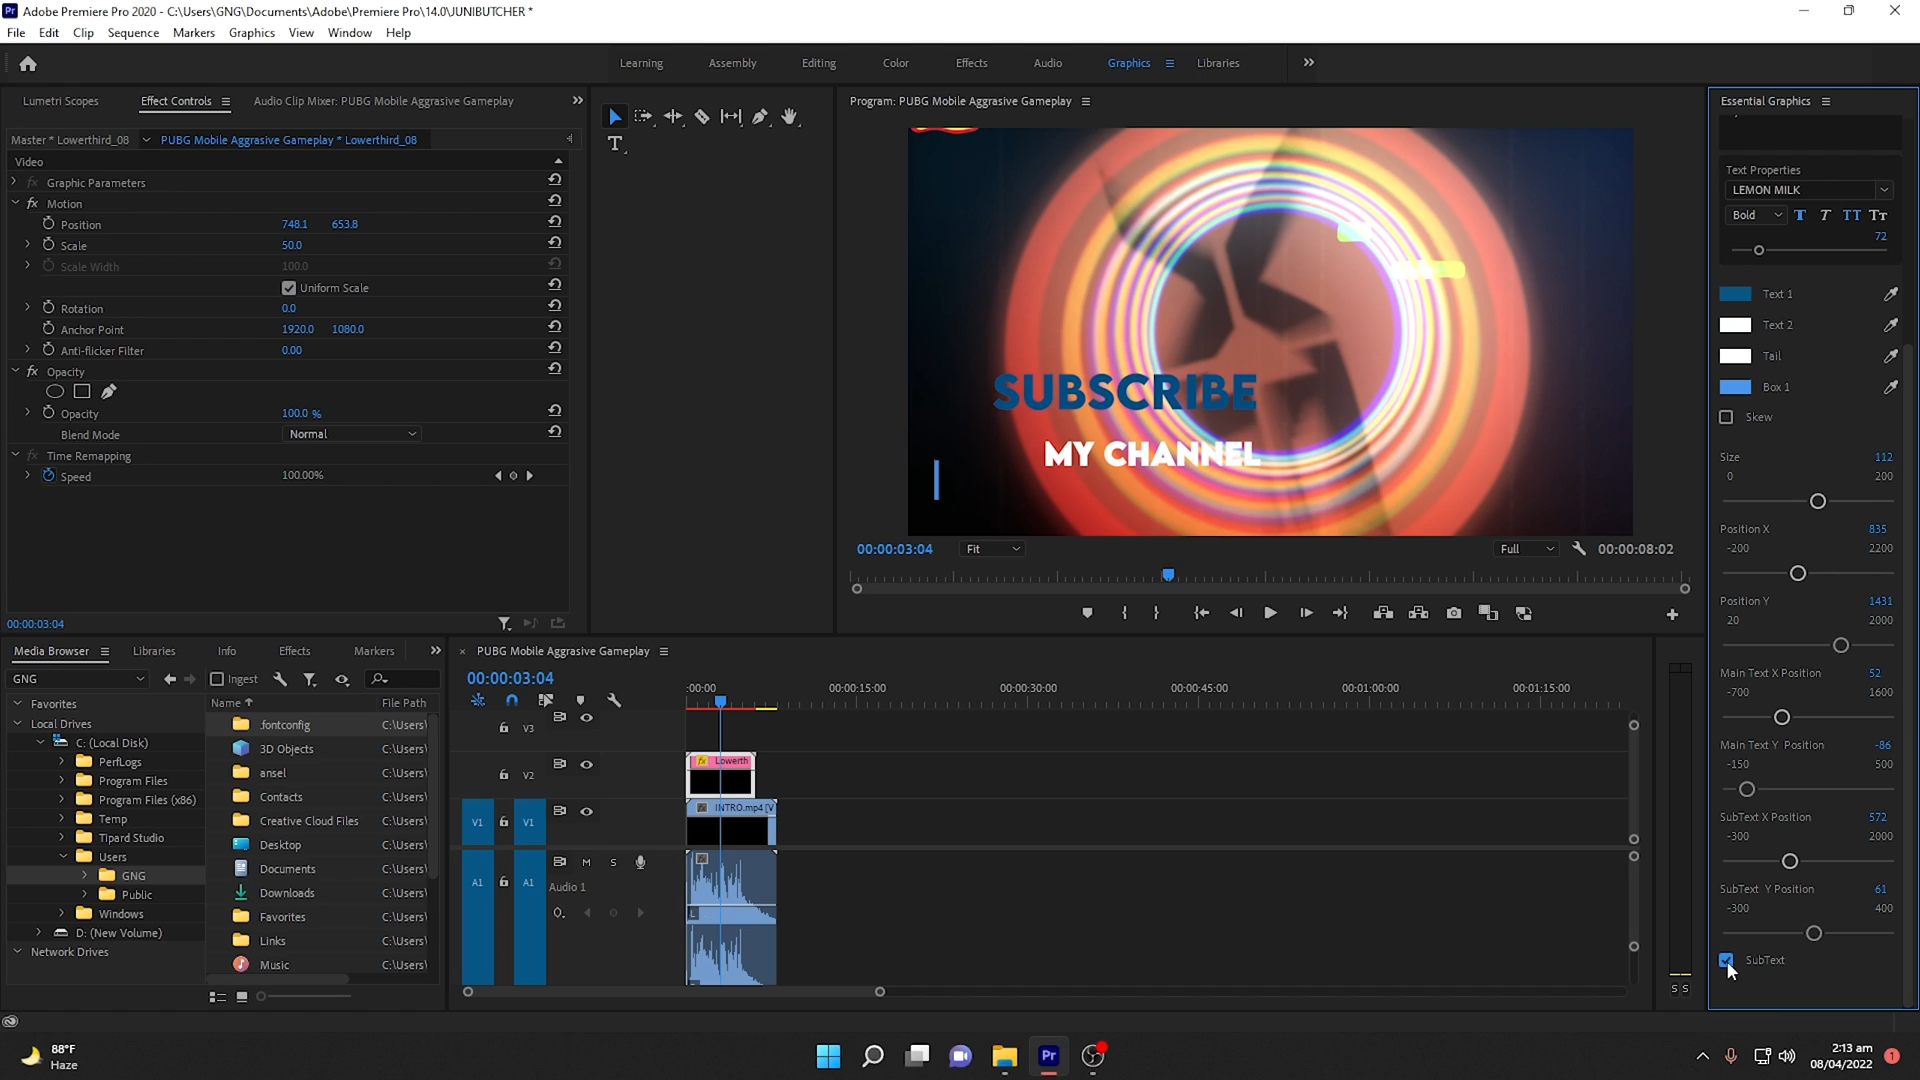 Adobe Premiere Pro 2020 - C:\Users\GNG\Documents\Adobe\Premiere Pro\14.0\JUNIBUTCHER *
File Edit Clip Sequence Markers Graphics View Window Help
Learning Assembly Editing Color Effects Audio Graphics Libraries
Lumetri Scopes Effect Controls Audio Clip Mixer: PUBG Mobile Aggrasive Gameplay
Master * Lowerthird_08 PUBG Mobile Aggrasive Gameplay * Lowerthird_08
Video
fx Graphic Parameters
fx Motion
Position 748.1 653.8
Scale 50.0
Scale Width 100.0
Uniform Scale
Rotation 0.0
Anchor Point 1920.0 1080.0
Anti-flicker Filter 0.00
fx Opacity
Opacity 100.0 %
Blend Mode Normal
fx Time Remapping
Speed 100.00%
00:00:03:04
Program: PUBG Mobile Aggrasive Gameplay
SUBSCRIBE
MY CHANNEL
00:00:03:04 Fit Full 00:00:08:02
Essential Graphics
Text Properties
LEMON MILK
Bold T T TT Tt
72
Text 1
Text 2
Tail
Box 1
Skew
Size 112
0 200
Position X 835
-200 2200
Position Y 1431
20 2000
Main Text X Position 52
-700 1600
Main Text Y Position -86
-150 500
SubText X Position 572
-300 2000
SubText Y Position 61
-300 400
SubText
Media Browser Libraries Info Effects Markers
GNG Ingest
Favorites
Local Drives
C: (Local Disk)
PerfLogs
Program Files
Program Files (x86)
Temp
Tipard Studio
Users
GNG
Public
Windows
D: (New Volume)
Network Drives
Name File Path
.fontconfig C:\Users\
3D Objects C:\Users\
ansel C:\Users\
Contacts C:\Users\
Creative Cloud Files C:\Users\
Desktop C:\Users\
Documents C:\Users\
Downloads C:\Users\
Favorites C:\Users\
Links C:\Users\
Music C:\Users\
PUBG Mobile Aggrasive Gameplay
00:00:03:04
:00:00 00:00:15:00 00:00:30:00 00:00:45:00 00:01:00:00 00:01:15:00
V3
V2 fx Lowerth
V1 V1 INTRO.mp4 [V
A1 A1 M S
Audio 1
L
S S
88°F
Haze
Pr
2:13 am
08/04/2022
1